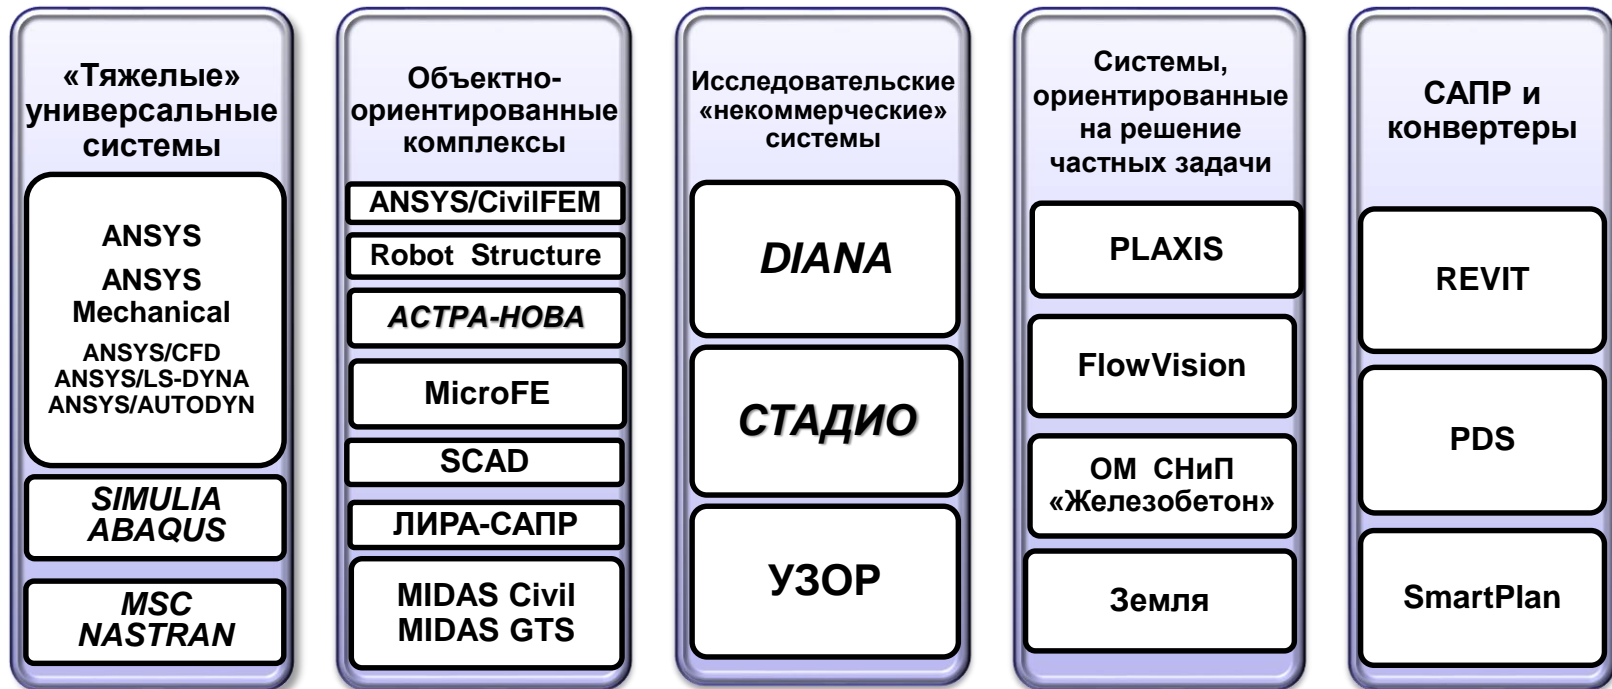 «Тяжелые»
универсальные
системы
ANSYS
ANSYS
Mechanical
ANSYS/CFD
ANSYS/LS-DYNA
ANSYS/AUTODYN
SIMULIA
ABAQUS
MSC
NASTRAN
Объектно-
ориентированные
комплексы
ANSYS/CivilFEM
Robot Structure
АСТРА-НОВА
MicroFE
SCAD
ЛИРА-САПР
MIDAS Civil
MIDAS GTS
Исследовательские
«некоммерческие»
системы
DIANA
СТАДИО
УЗОР
Системы,
ориентированные
на решение
частных задачи
PLAXIS
FlowVision
ОМ СНиП
«Железобетон»
Земля
САПР и
конвертеры
REVIT
PDS
SmartPlan